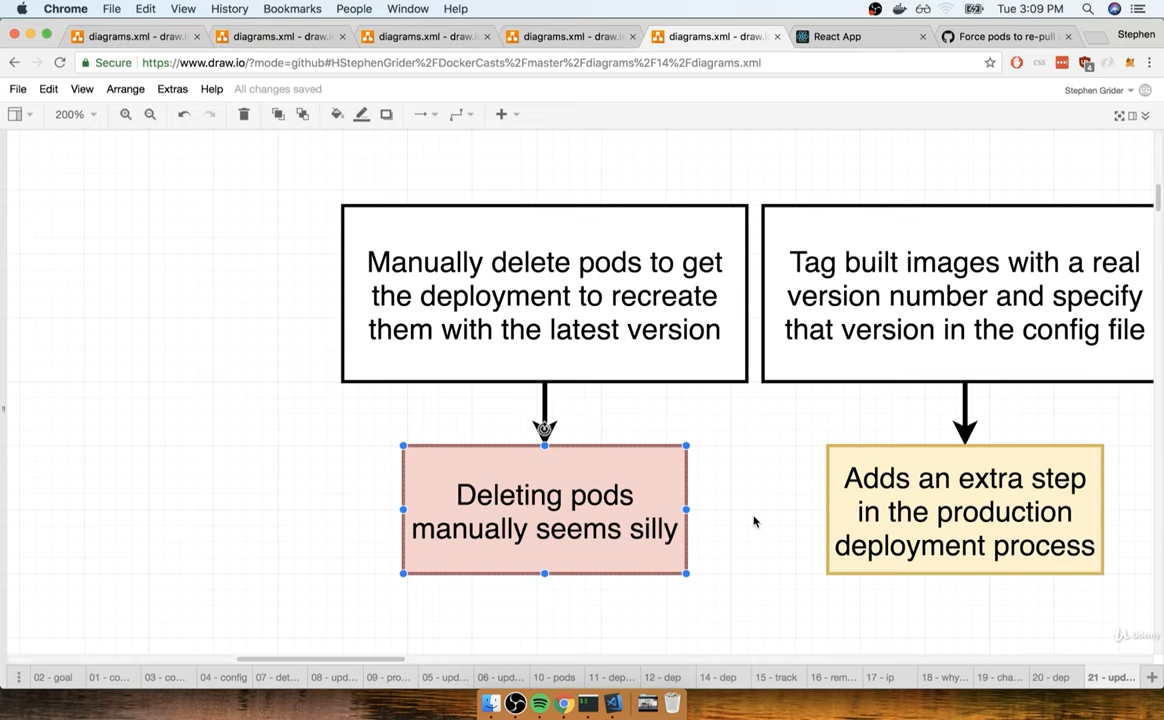 Chrome File Edit View History Bookmarks People Window Help Tue 3:09 PM
diagrams.xml - draw. diagrams.xml - draw.i diagrams.xml - draw.i diagrams.xml - draw. diagrams.xml - draw.i React App Force pods to re-pull Stephen
Secure https://www.draw.io/?mode=github#HStephenGrider%2FDockerCasts%2Fmaster%2Fdiagrams%2F14%2Fdiagrams.xml
File Edit View Arrange Extras Help All changes saved Stephen Grider
200%
Manually delete pods to get
the deployment to recreate
them with the latest version
Tag built images with a real
version number and specify
that version in the config file
Deleting pods
manually seems silly
Adds an extra step
in the production
deployment process
Udemy
02 - goal 01 - co... 03 - co... 04 - config 07 - det... 08 - upd... 09 - pro... 05 - upd... 06 - upd... 10 - pods 11 - dep... 12 - dep 14 - dep 15 - track 16 - rem... 17 - ip 18 - why... 19 - cha... 20 - dep 21 - upd...